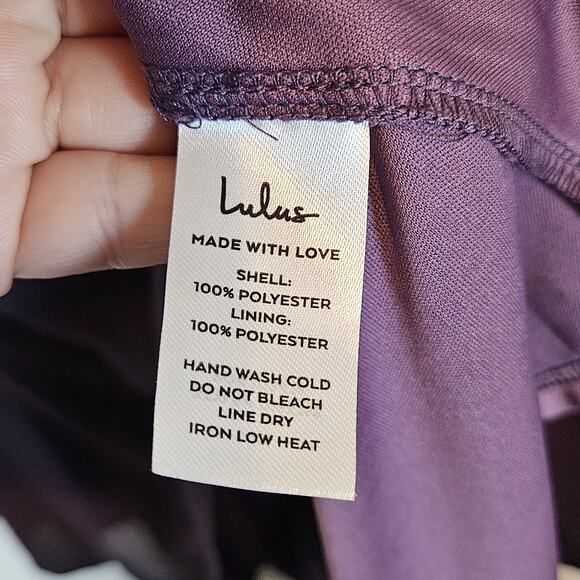 Lulus
MADE WITH LOVE
SHELL:
100% POLYESTER
LINING:
100% POLYESTER
HAND WASH COLD
DO NOT BLEACH
LINE DRY
IRON LOW HEAT